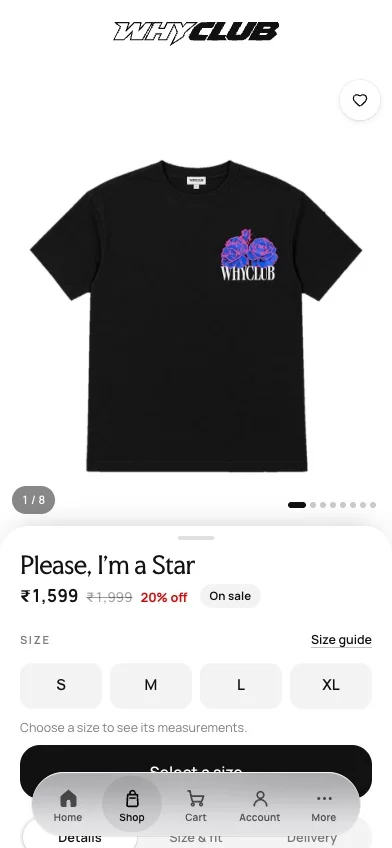 WHYCLUB
WHYCLUB
WHYCLUB
1 / 8
Please, I’m a Star
₹1,599 ₹1,999 20% off On sale
SIZE Size guide
S M L XL
Choose a size to see its measurements.
Select a size
Home Shop Cart Account More
Details Size & fit Delivery